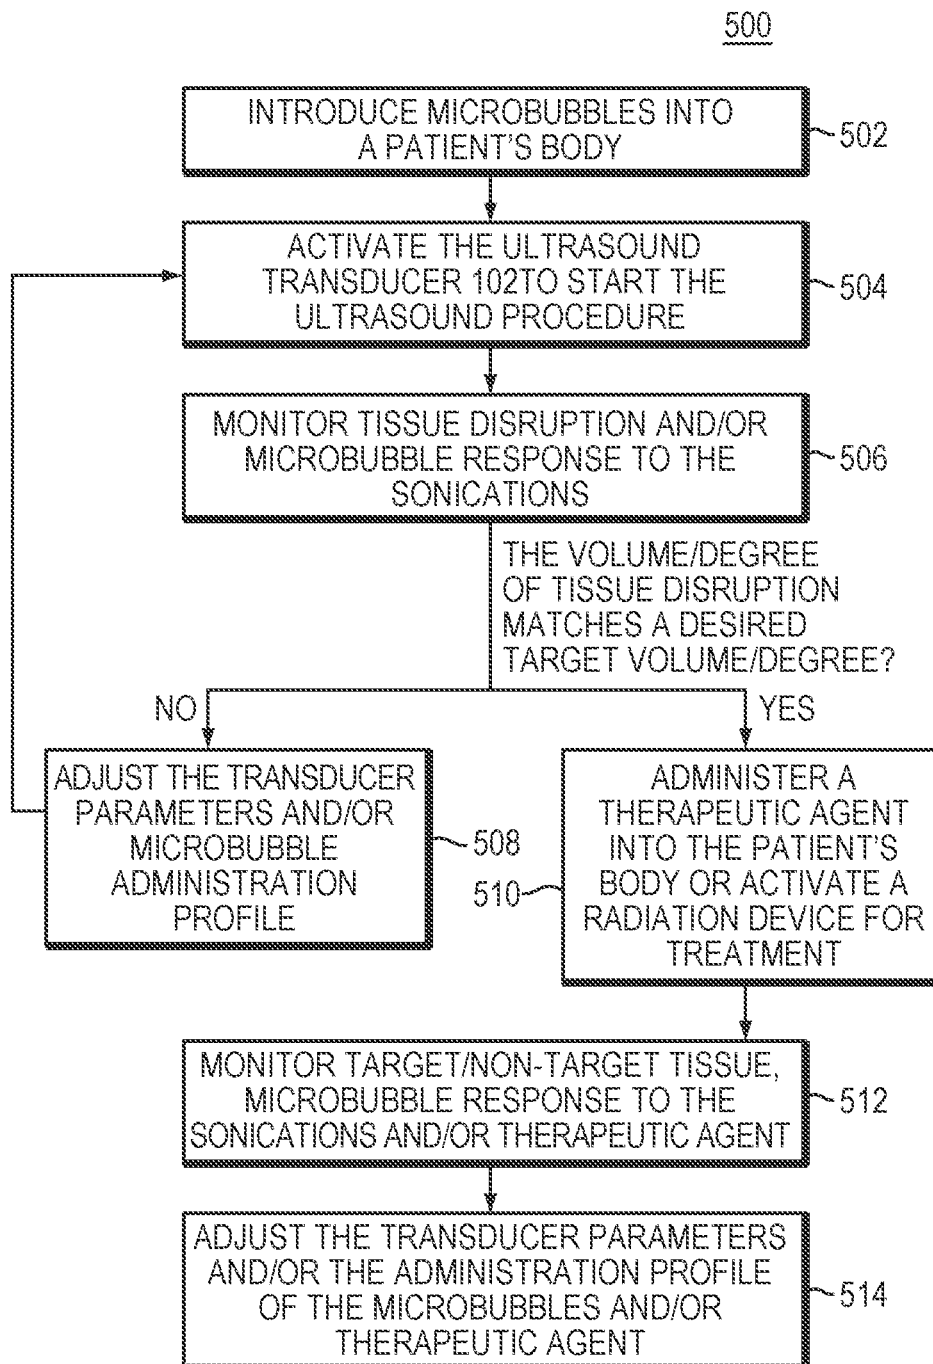 500
INTRODUCE MICROBUBBLES INTO
A PATIENT'S BODY
502
ACTIVATE THE ULTRASOUND
TRANSDUCER 102TO START THE
ULTRASOUND PROCEDURE
504
MONITOR TISSUE DISRUPTION AND/OR
MICROBUBBLE RESPONSE TO THE
SONICATIONS
506
THE VOLUME/DEGREE
OF TISSUE DISRUPTION
MATCHES A DESIRED
TARGET VOLUME/DEGREE?
NO
YES
ADJUST THE TRANSDUCER
PARAMETERS AND/OR
MICROBUBBLE
ADMINISTRATION
PROFILE
508
510
ADMINISTER A
THERAPEUTIC AGENT
INTO THE PATIENT'S
BODY OR ACTIVATE A
RADIATION DEVICE FOR
TREATMENT
MONITOR TARGET/NON-TARGET TISSUE,
MICROBUBBLE RESPONSE TO THE
SONICATIONS AND/OR THERAPEUTIC AGENT
512
ADJUST THE TRANSDUCER PARAMETERS
AND/OR THE ADMINISTRATION PROFILE
OF THE MICROBUBBLES AND/OR
THERAPEUTIC AGENT
514